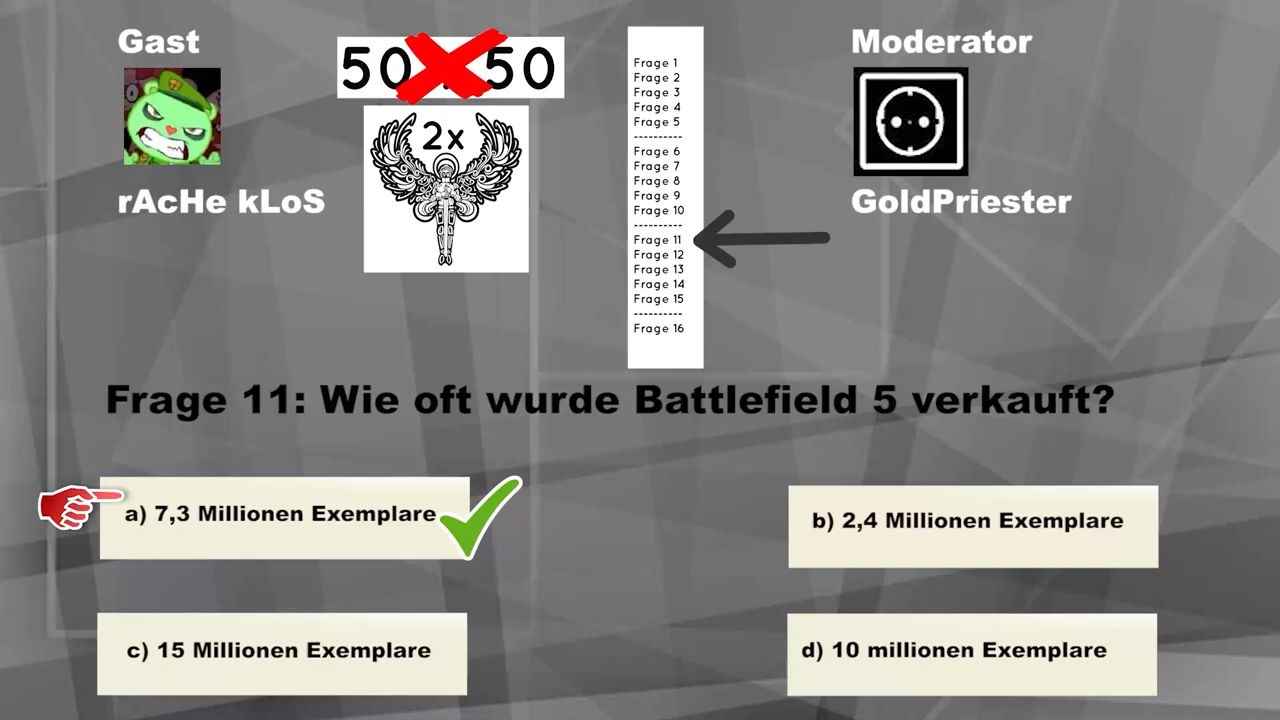 Gast
rAcHe kLoS
50 50
2x
Frage 1
Frage 2
Frage 3
Frage 4
Frage 5
----------
Frage 6
Frage 7
Frage 8
Frage 9
Frage 10
----------
Frage 11
Frage 12
Frage 13
Frage 14
Frage 15
----------
Frage 16
Moderator
GoldPriester
Frage 11: Wie oft wurde Battlefield 5 verkauft?
a) 7,3 Millionen Exemplare
b) 2,4 Millionen Exemplare
c) 15 Millionen Exemplare
d) 10 millionen Exemplare